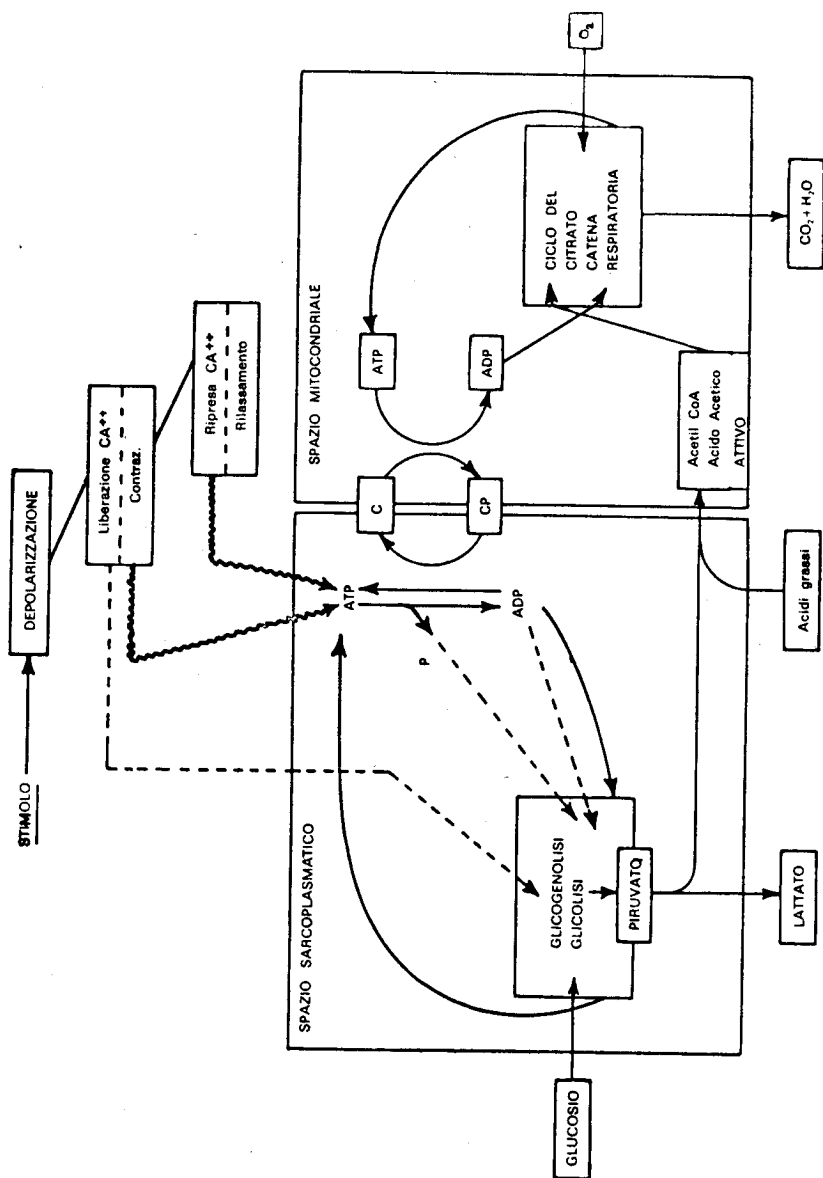 STIMOLO
DEPOLARIZZAZIONE
Liberazione CA++
Contraz.
Ripresa CA++
Rilassamento
SPAZIO SARCOPLASMATICO
SPAZIO MITOCONDRIALE
ATP
P
ADP
C
CP
ATP
ADP
GLICOGENOLISI
GLICOLISI
PIRUVATO
CICLO DEL
CITRATO
CATENA
RESPIRATORIA
O₂
Acetil CoA
Acido Acetico
ATTIVO
GLUCOSIO
LATTATO
Acidi grassi
CO₂ + H₂O